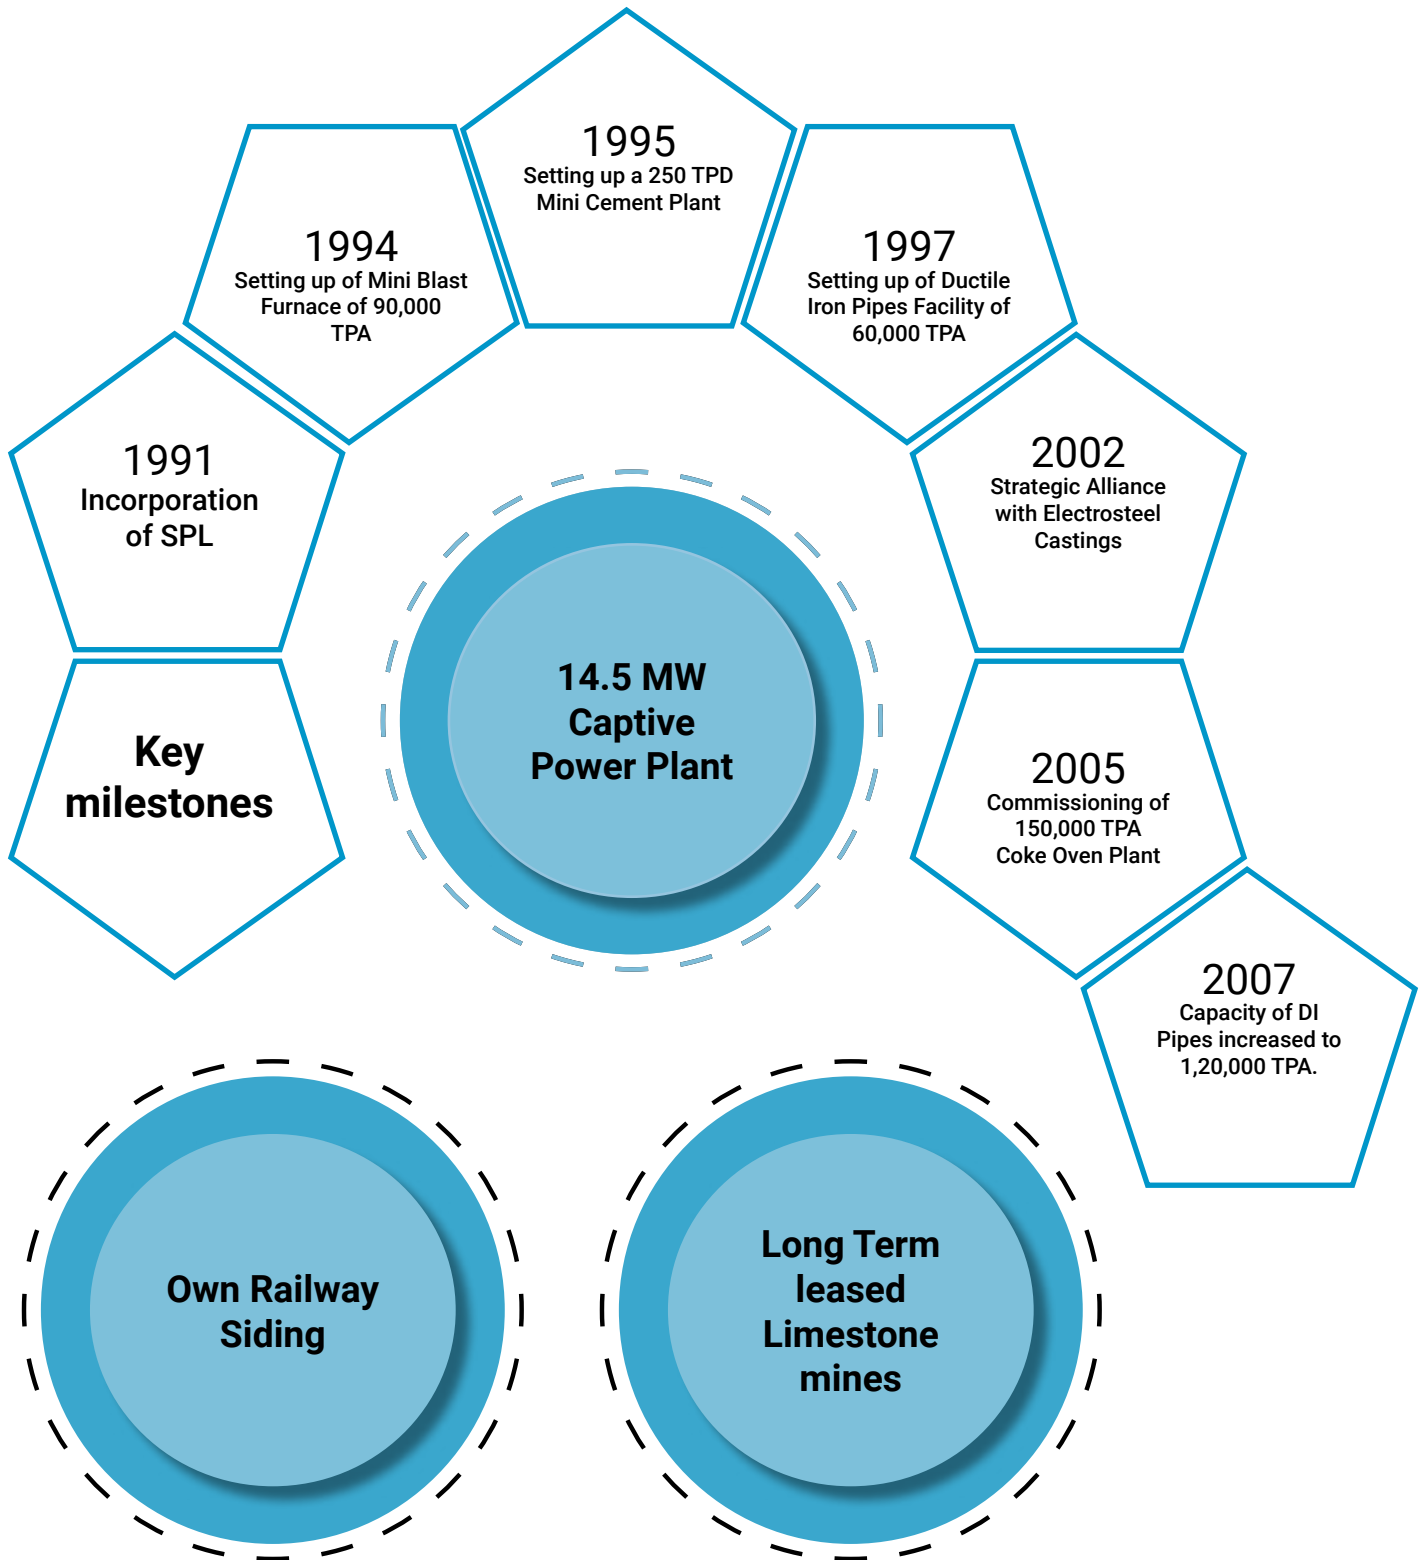 Key
milestones
1991
Incorporation
of SPL
1994
Setting up of Mini Blast
Furnace of 90,000
TPA
1995
Setting up a 250 TPD
Mini Cement Plant
1997
Setting up of Ductile
Iron Pipes Facility of
60,000 TPA
2002
Strategic Alliance
with Electrosteel
Castings
2005
Commissioning of
150,000 TPA
Coke Oven Plant
2007
Capacity of DI
Pipes increased to
1,20,000 TPA.
14.5 MW
Captive
Power Plant
Own Railway
Siding
Long Term
leased
Limestone
mines